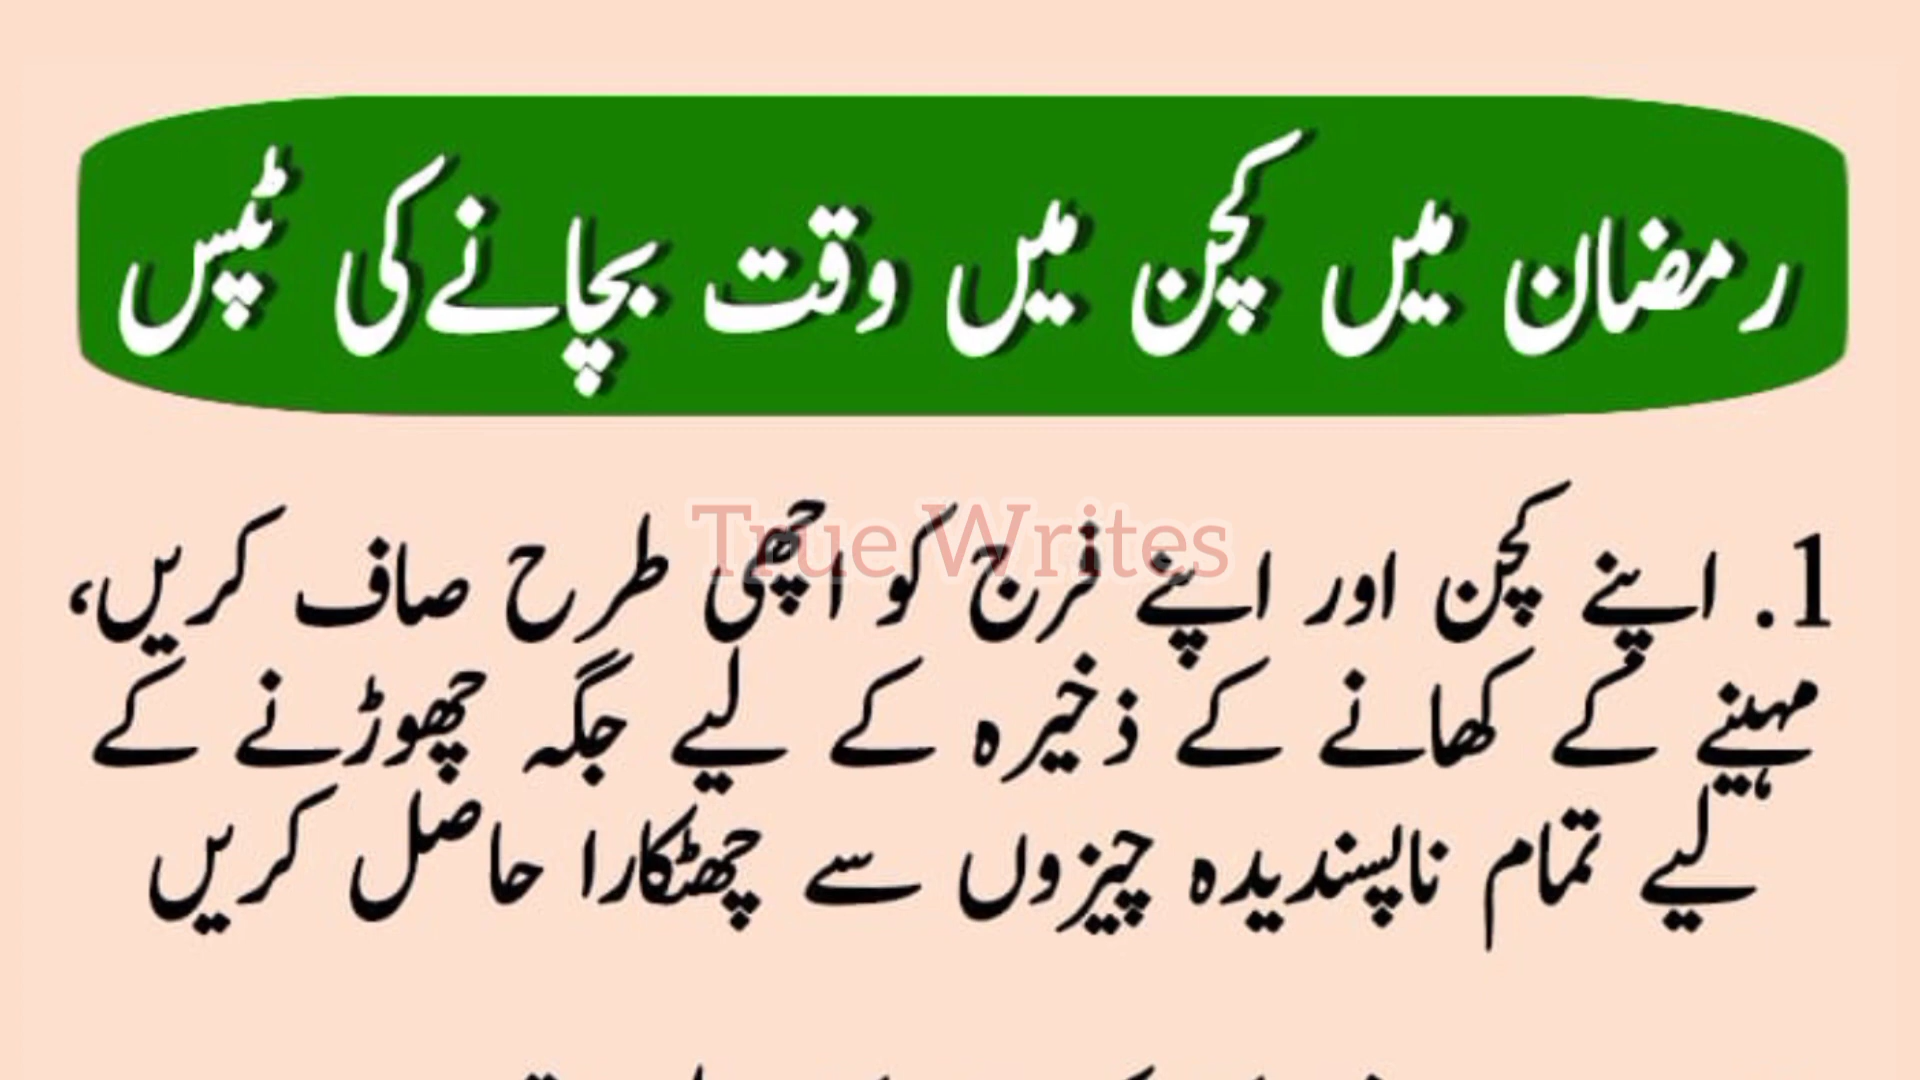 رمضان میں کچن میں وقت بچانے کی ٹپس
True Writes
1. اپنے کچن اور اپنے فرج کو اچھی طرح صاف کریں،
مہینے کے کھانے کے ذخیرہ کے لیے جگہ چھوڑنے کے
لیے تمام ناپسندیدہ چیزوں سے چھٹکارا حاصل کریں